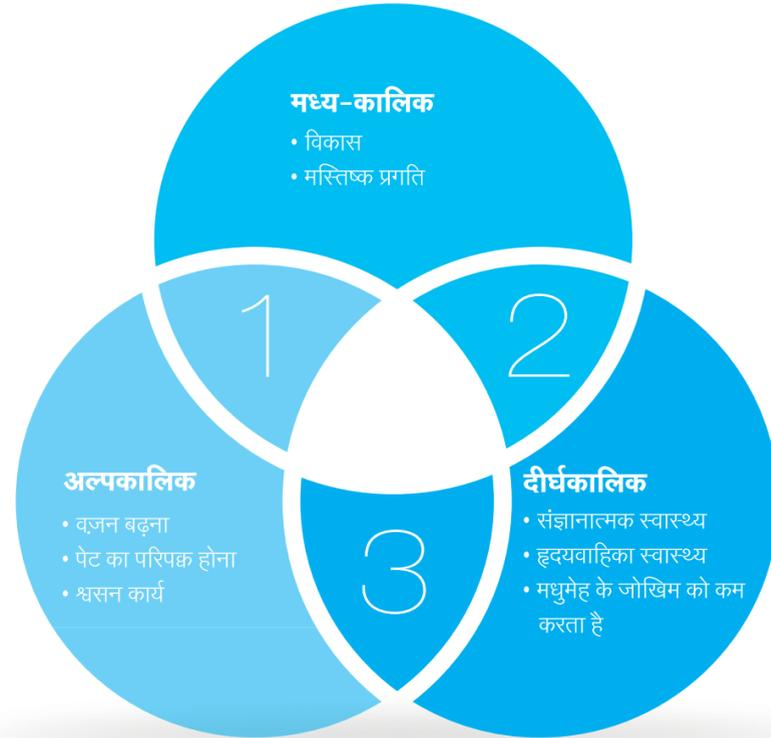 मध्य-कालिक
• विकास
• मस्तिष्क प्रगति
1
2
अल्पकालिक
• वज़न बढ़ना
• पेट का परिपक्व होना
• श्वसन कार्य
3
दीर्घकालिक
• संज्ञानात्मक स्वास्थ्य
• हृदयवाहिका स्वास्थ्य
• मधुमेह के जोखिम को कम
करता है